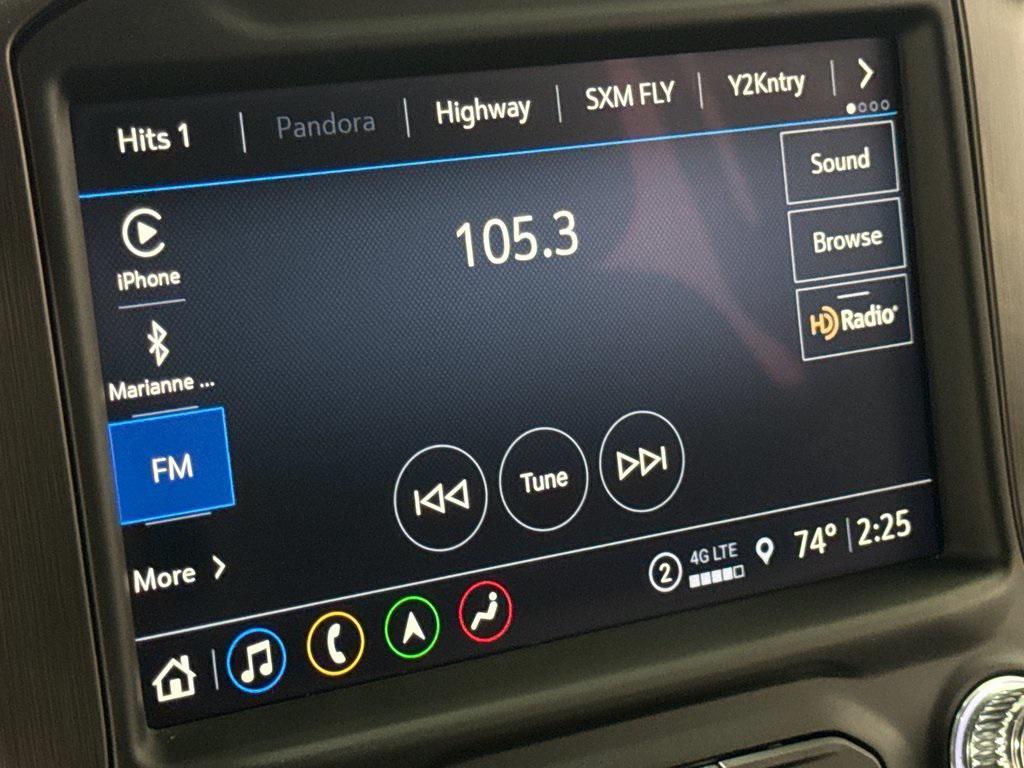 Hits 1
Pandora
Highway
SXM FLY
Y2Kntry
Sound
iPhone
105.3
Browse
HD Radio
Marianne ...
FM
Tune
More
2
4G LTE
74°
2:25